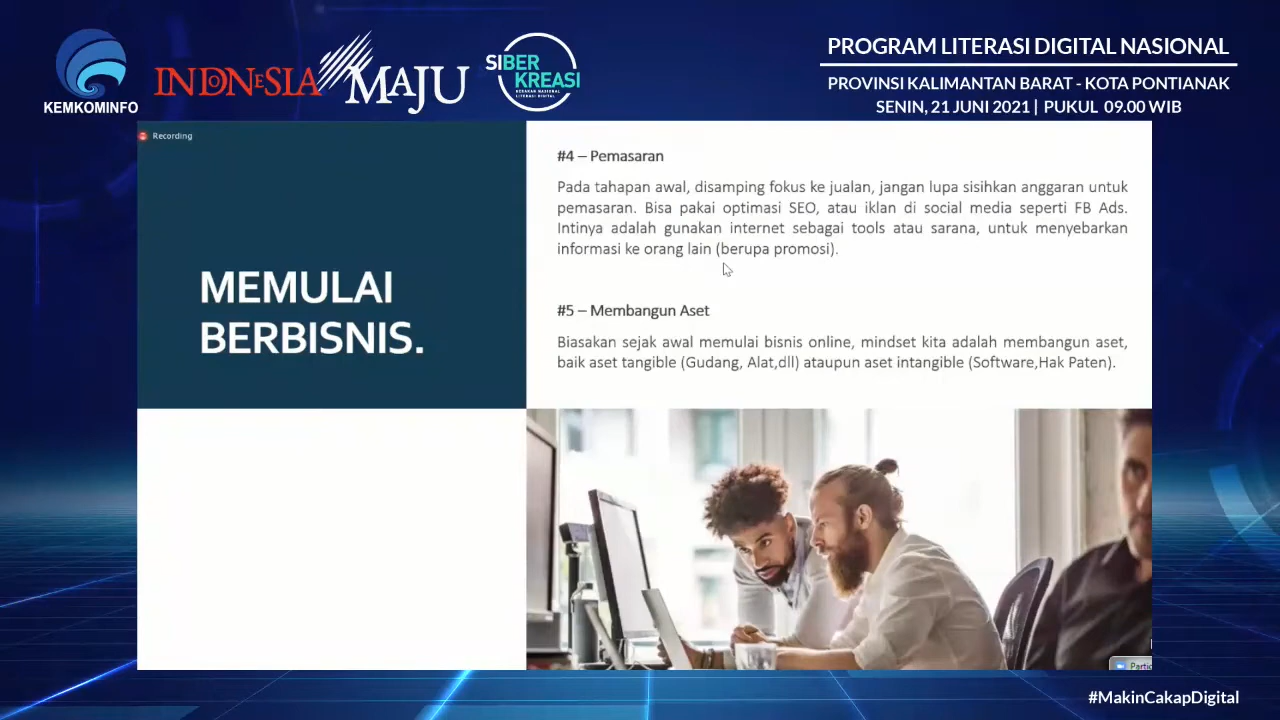 KEMKOMINFO
INDONESIA MAJU
SIBER
KREASI
GERAKAN NASIONAL
LITERASI DIGITAL
PROGRAM LITERASI DIGITAL NASIONAL
PROVINSI KALIMANTAN BARAT - KOTA PONTIANAK
SENIN, 21 JUNI 2021 | PUKUL 09.00 WIB
Recording
MEMULAI
BERBISNIS.
#4 – Pemasaran
Pada tahapan awal, disamping fokus ke jualan, jangan lupa sisihkan anggaran untuk
pemasaran. Bisa pakai optimasi SEO, atau iklan di social media seperti FB Ads.
Intinya adalah gunakan internet sebagai tools atau sarana, untuk menyebarkan
informasi ke orang lain (berupa promosi).
#5 – Membangun Aset
Biasakan sejak awal memulai bisnis online, mindset kita adalah membangun aset,
baik aset tangible (Gudang, Alat,dll) ataupun aset intangible (Software,Hak Paten).
Partic
#MakinCakapDigital